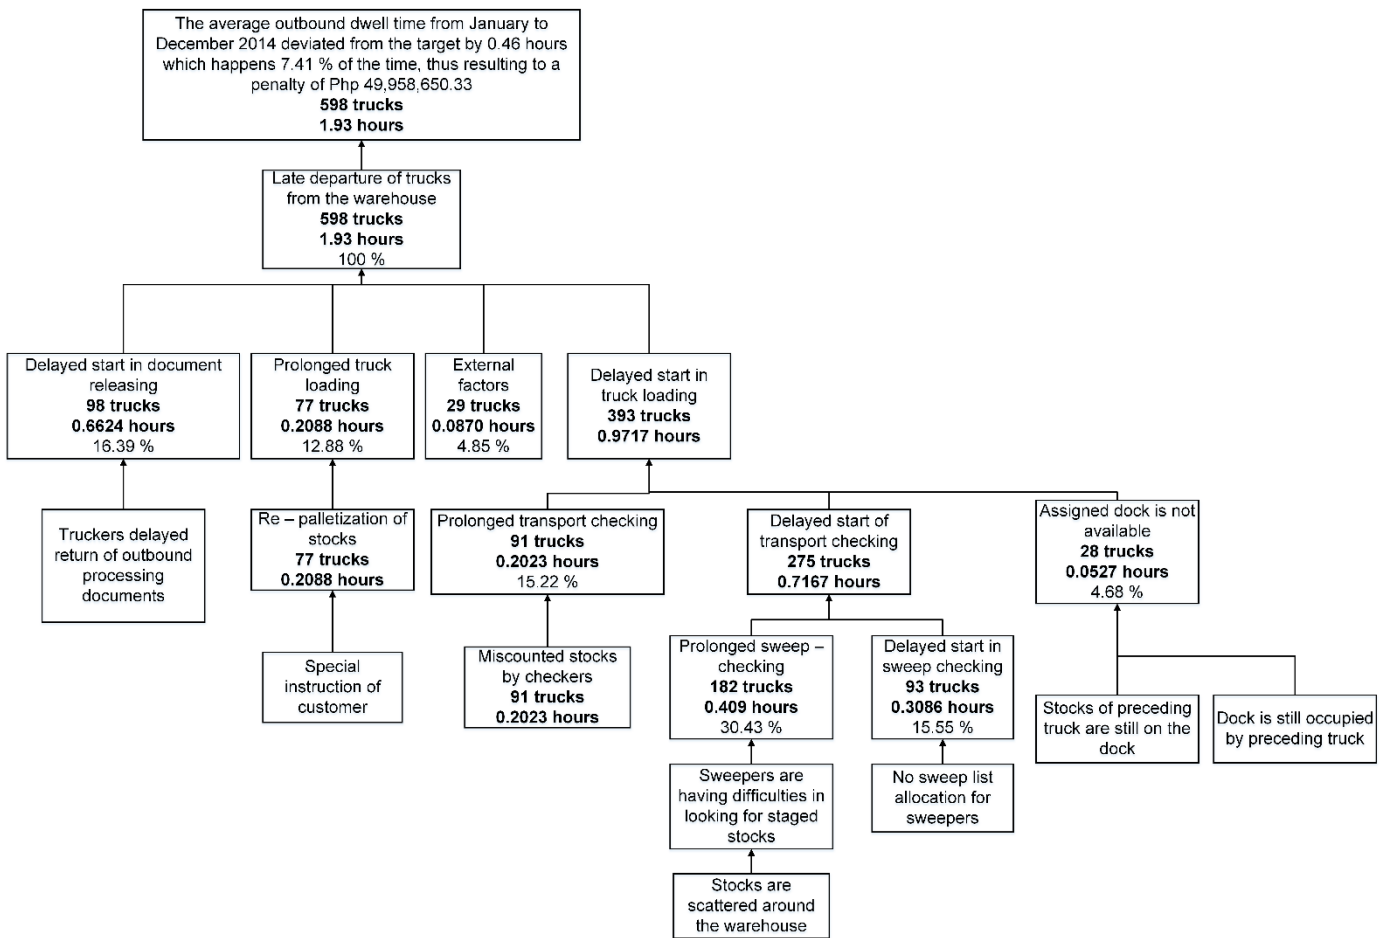 The average outbound dwell time from January to
December 2014 deviated from the target by 0.46 hours
which happens 7.41 % of the time, thus resulting to a
penalty of Php 49,958,650.33
598 trucks
1.93 hours
Late departure of trucks
from the warehouse
598 trucks
1.93 hours
100 %
Delayed start in document
releasing
98 trucks
0.6624 hours
16.39 %
Prolonged truck
loading
77 trucks
0.2088 hours
12.88 %
External
factors
29 trucks
0.0870 hours
4.85 %
Delayed start in
truck loading
393 trucks
0.9717 hours
Truckers delayed
return of outbound
processing
documents
Re – palletization of
stocks
77 trucks
0.2088 hours
Prolonged transport checking
91 trucks
0.2023 hours
15.22 %
Delayed start of
transport checking
275 trucks
0.7167 hours
Assigned dock is not
available
28 trucks
0.0527 hours
4.68 %
Special
instruction of
customer
Miscounted stocks
by checkers
91 trucks
0.2023 hours
Prolonged sweep –
checking
182 trucks
0.409 hours
30.43 %
Delayed start in
sweep checking
93 trucks
0.3086 hours
15.55 %
Stocks of preceding
truck are still on the
dock
Dock is still occupied
by preceding truck
Sweepers are
having difficulties in
looking for staged
stocks
No sweep list
allocation for
sweepers
Stocks are
scattered around
the warehouse